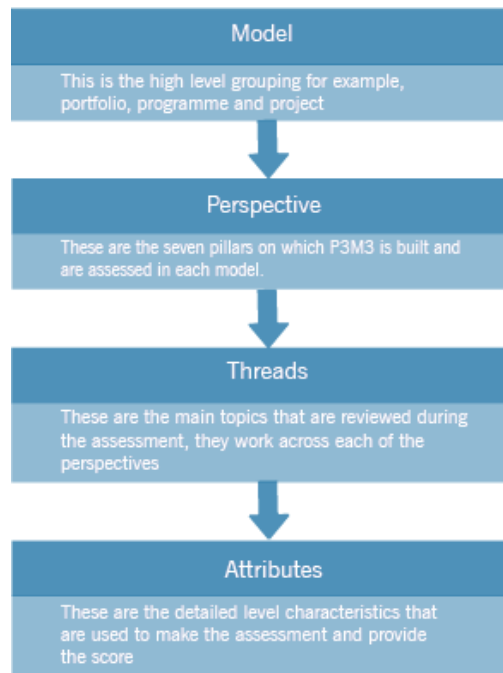 Model
This is the high level grouping for example,
portfolio, programme and project
Perspective
These are the seven pillars on which P3M3 is built and
are assessed in each model.
Threads
These are the main topics that are reviewed during
the assessment, they work across each of the
perspectives
Attributes
These are the detailed level characteristics that
are used to make the assessment and provide
the score